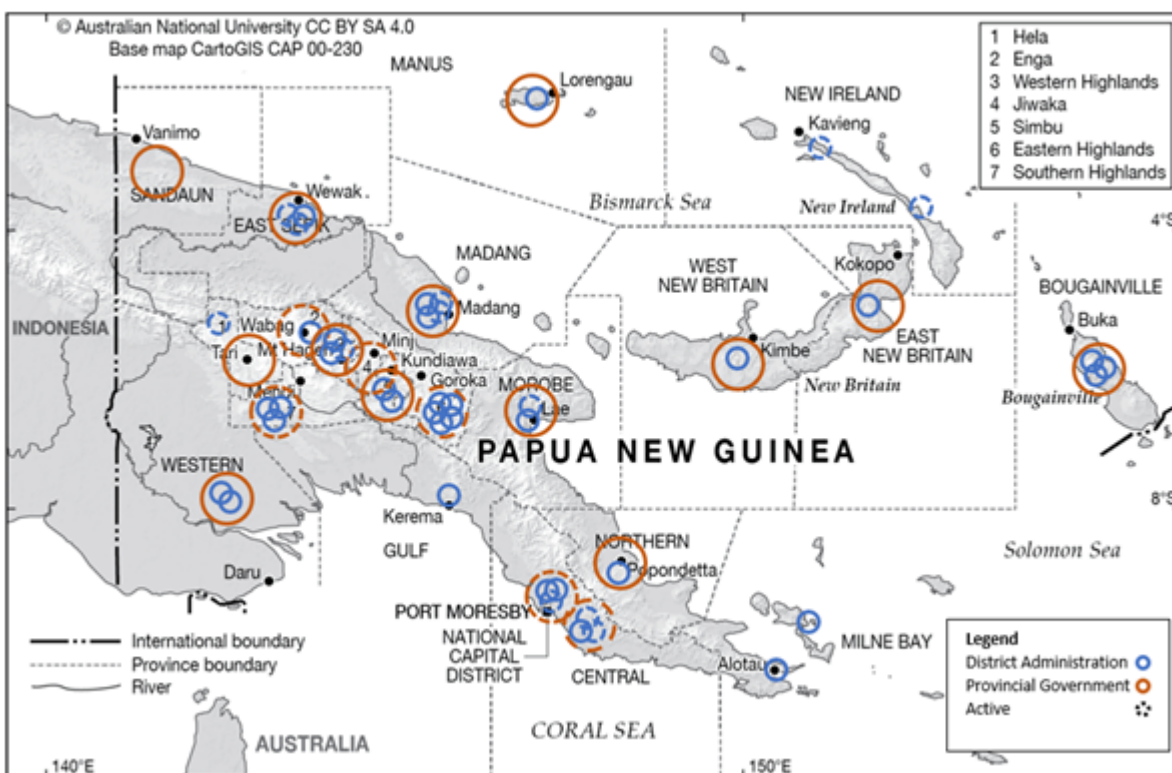 © Australian National University CC BY SA 4.0
Base map CartoGIS CAP 00-230
MANUS
Lorengau
NEW IRELAND
Kavieng
1 Hela
2 Enga
3 Western Highlands
4 Jiwaka
5 Simbu
6 Eastern Highlands
7 Southern Highlands
Vanimo
SANDAUN
Wewak
EAST SEPIK
Bismarck Sea
New Ireland
4°S
MADANG
Madang
WEST
NEW BRITAIN
Kokopo
BOUGAINVILLE
Buka
INDONESIA
1
Wabag
2
Tari
Mt Hagen
Minj
4
Kundiawa
Goroka
MOROBE
Lae
Kimbe
EAST
NEW BRITAIN
New Britain
Bougainville
PAPUA NEW GUINEA
WESTERN
Kerema
GULF
8°S
Daru
NORTHERN
Popondetta
Solomon Sea
PORT MORESBY
NATIONAL
CAPITAL
DISTRICT
CENTRAL
MILNE BAY
Alotau
International boundary
Province boundary
River
Legend
District Administration
Provincial Government
Active
CORAL SEA
AUSTRALIA
140°E
150°E